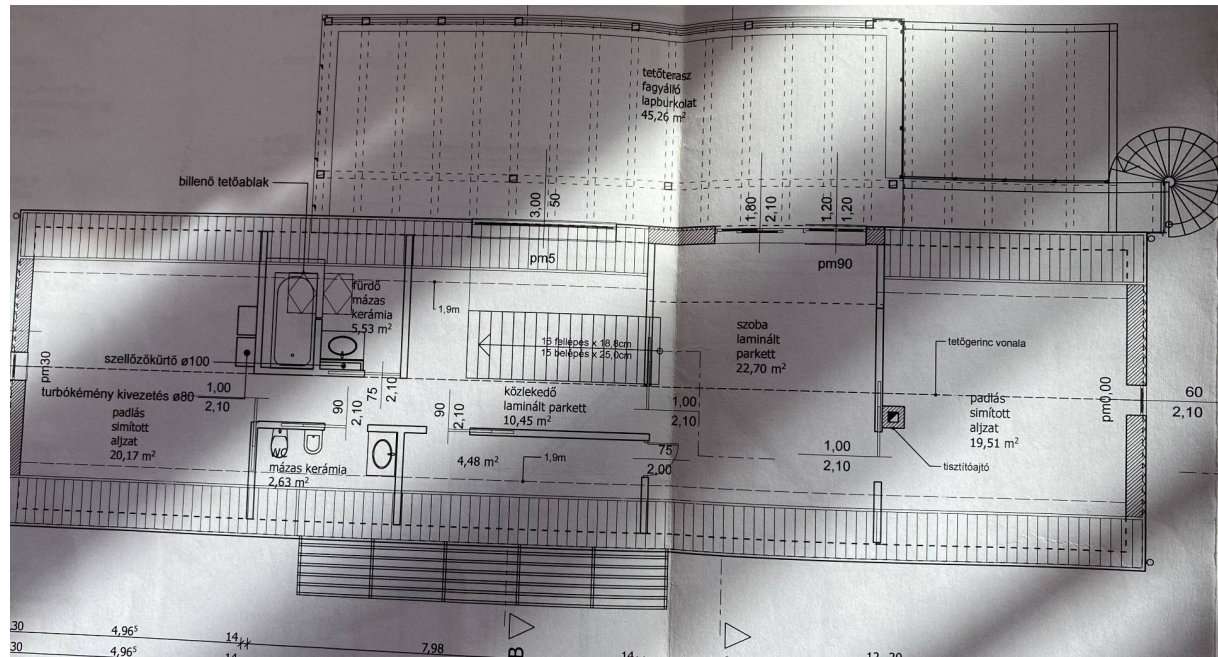 tetőterasz
fagyálló
lapburkolat
45,26 m²
billenő tetőablak
3,00
50
1,80
2,10
1,20
1,20
pm5
pm90
fürdő
mázas
kerámia
5,53 m²
1,9m
16 fellépés x 18,8cm
15 belépés x 25,0cm
szoba
laminált
parkett
22,70 m²
tetőgerinc vonala
pm30
szellőzőkürtő ø100
turbókémény kivezetés ø80
1,00
2,10
75
2,10
90
2,10
90
2,10
közlekedő
laminált parkett
10,45 m²
1,00
2,10
padlás
simított
aljzat
19,51 m²
pm0,00
60
2,10
padlás
simított
aljzat
20,17 m²
WC
mázas kerámia
2,63 m²
4,48 m²
1,9m
75
2,00
1,00
2,10
tisztítóajtó
B
30
4,96⁵
14
7,98
30
4,96⁵
14
14
12,20